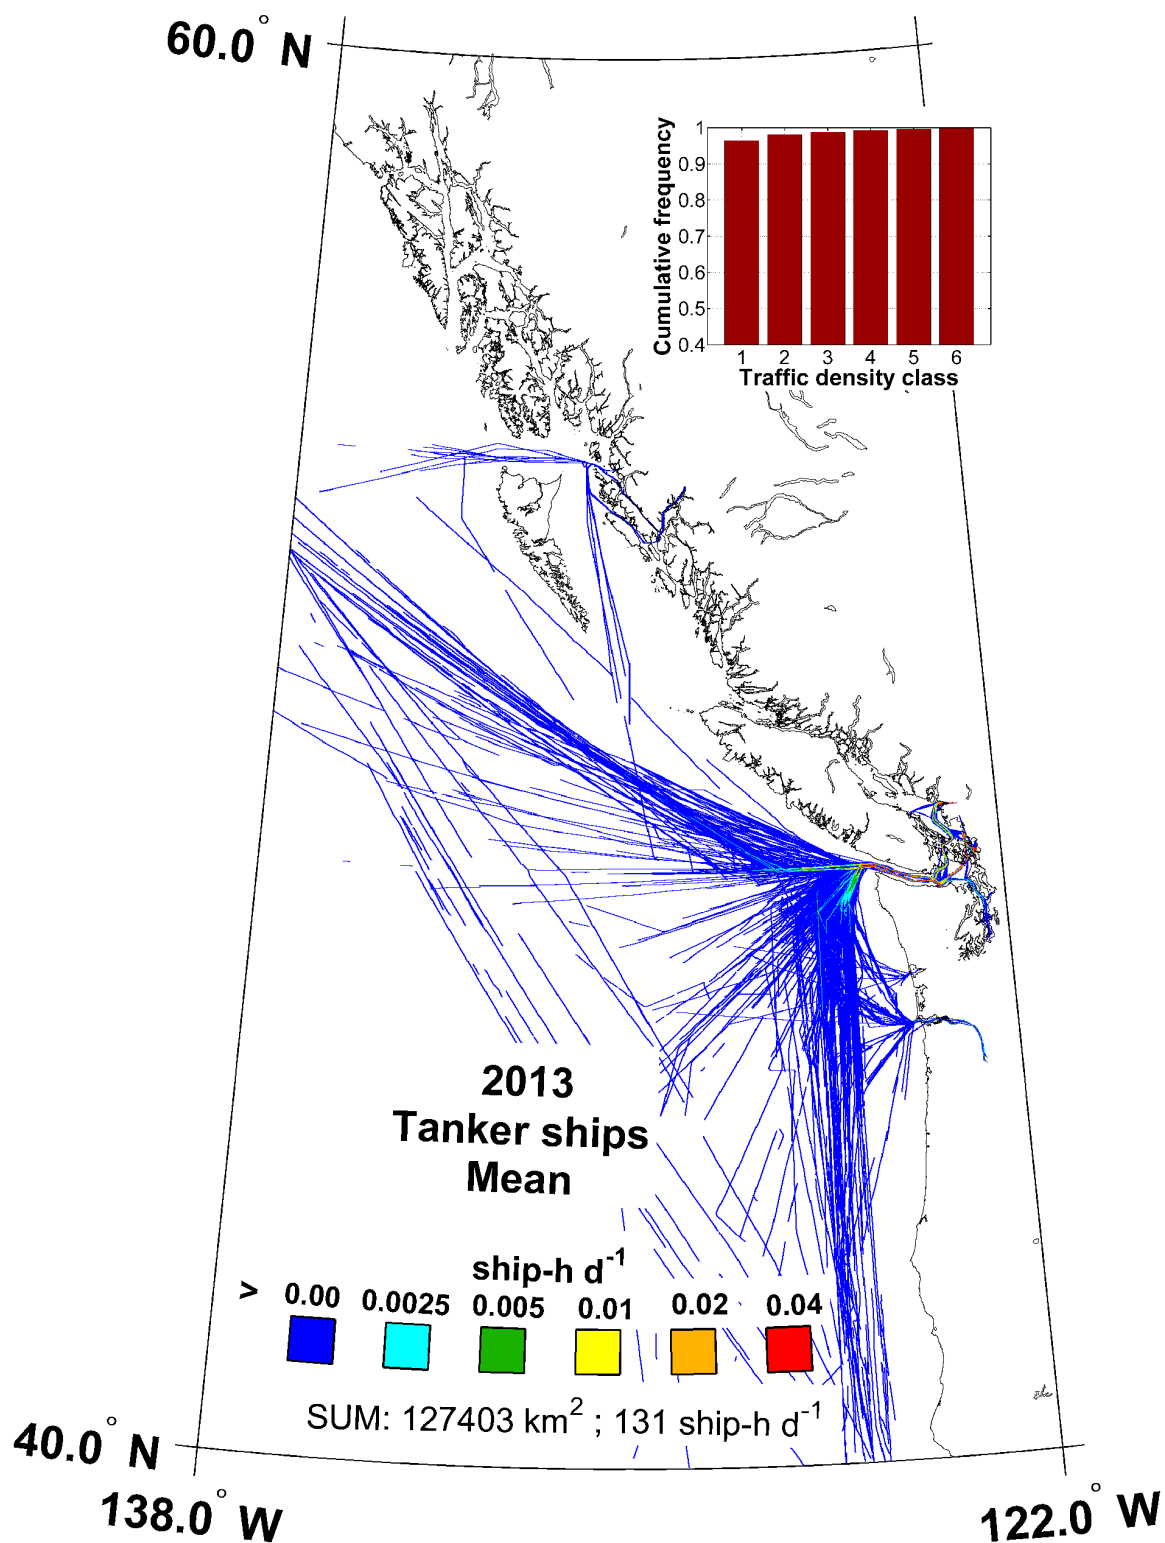 60.0° N
Cumulative frequency
1
0.9
0.8
0.7
0.6
0.5
0.4
1 2 3 4 5 6
Traffic density class
2013
Tanker ships
Mean
ship-h d⁻¹
> 0.00 0.0025 0.005 0.01 0.02 0.04
SUM: 127403 km² ; 131 ship-h d⁻¹
40.0° N
138.0° W
122.0° W